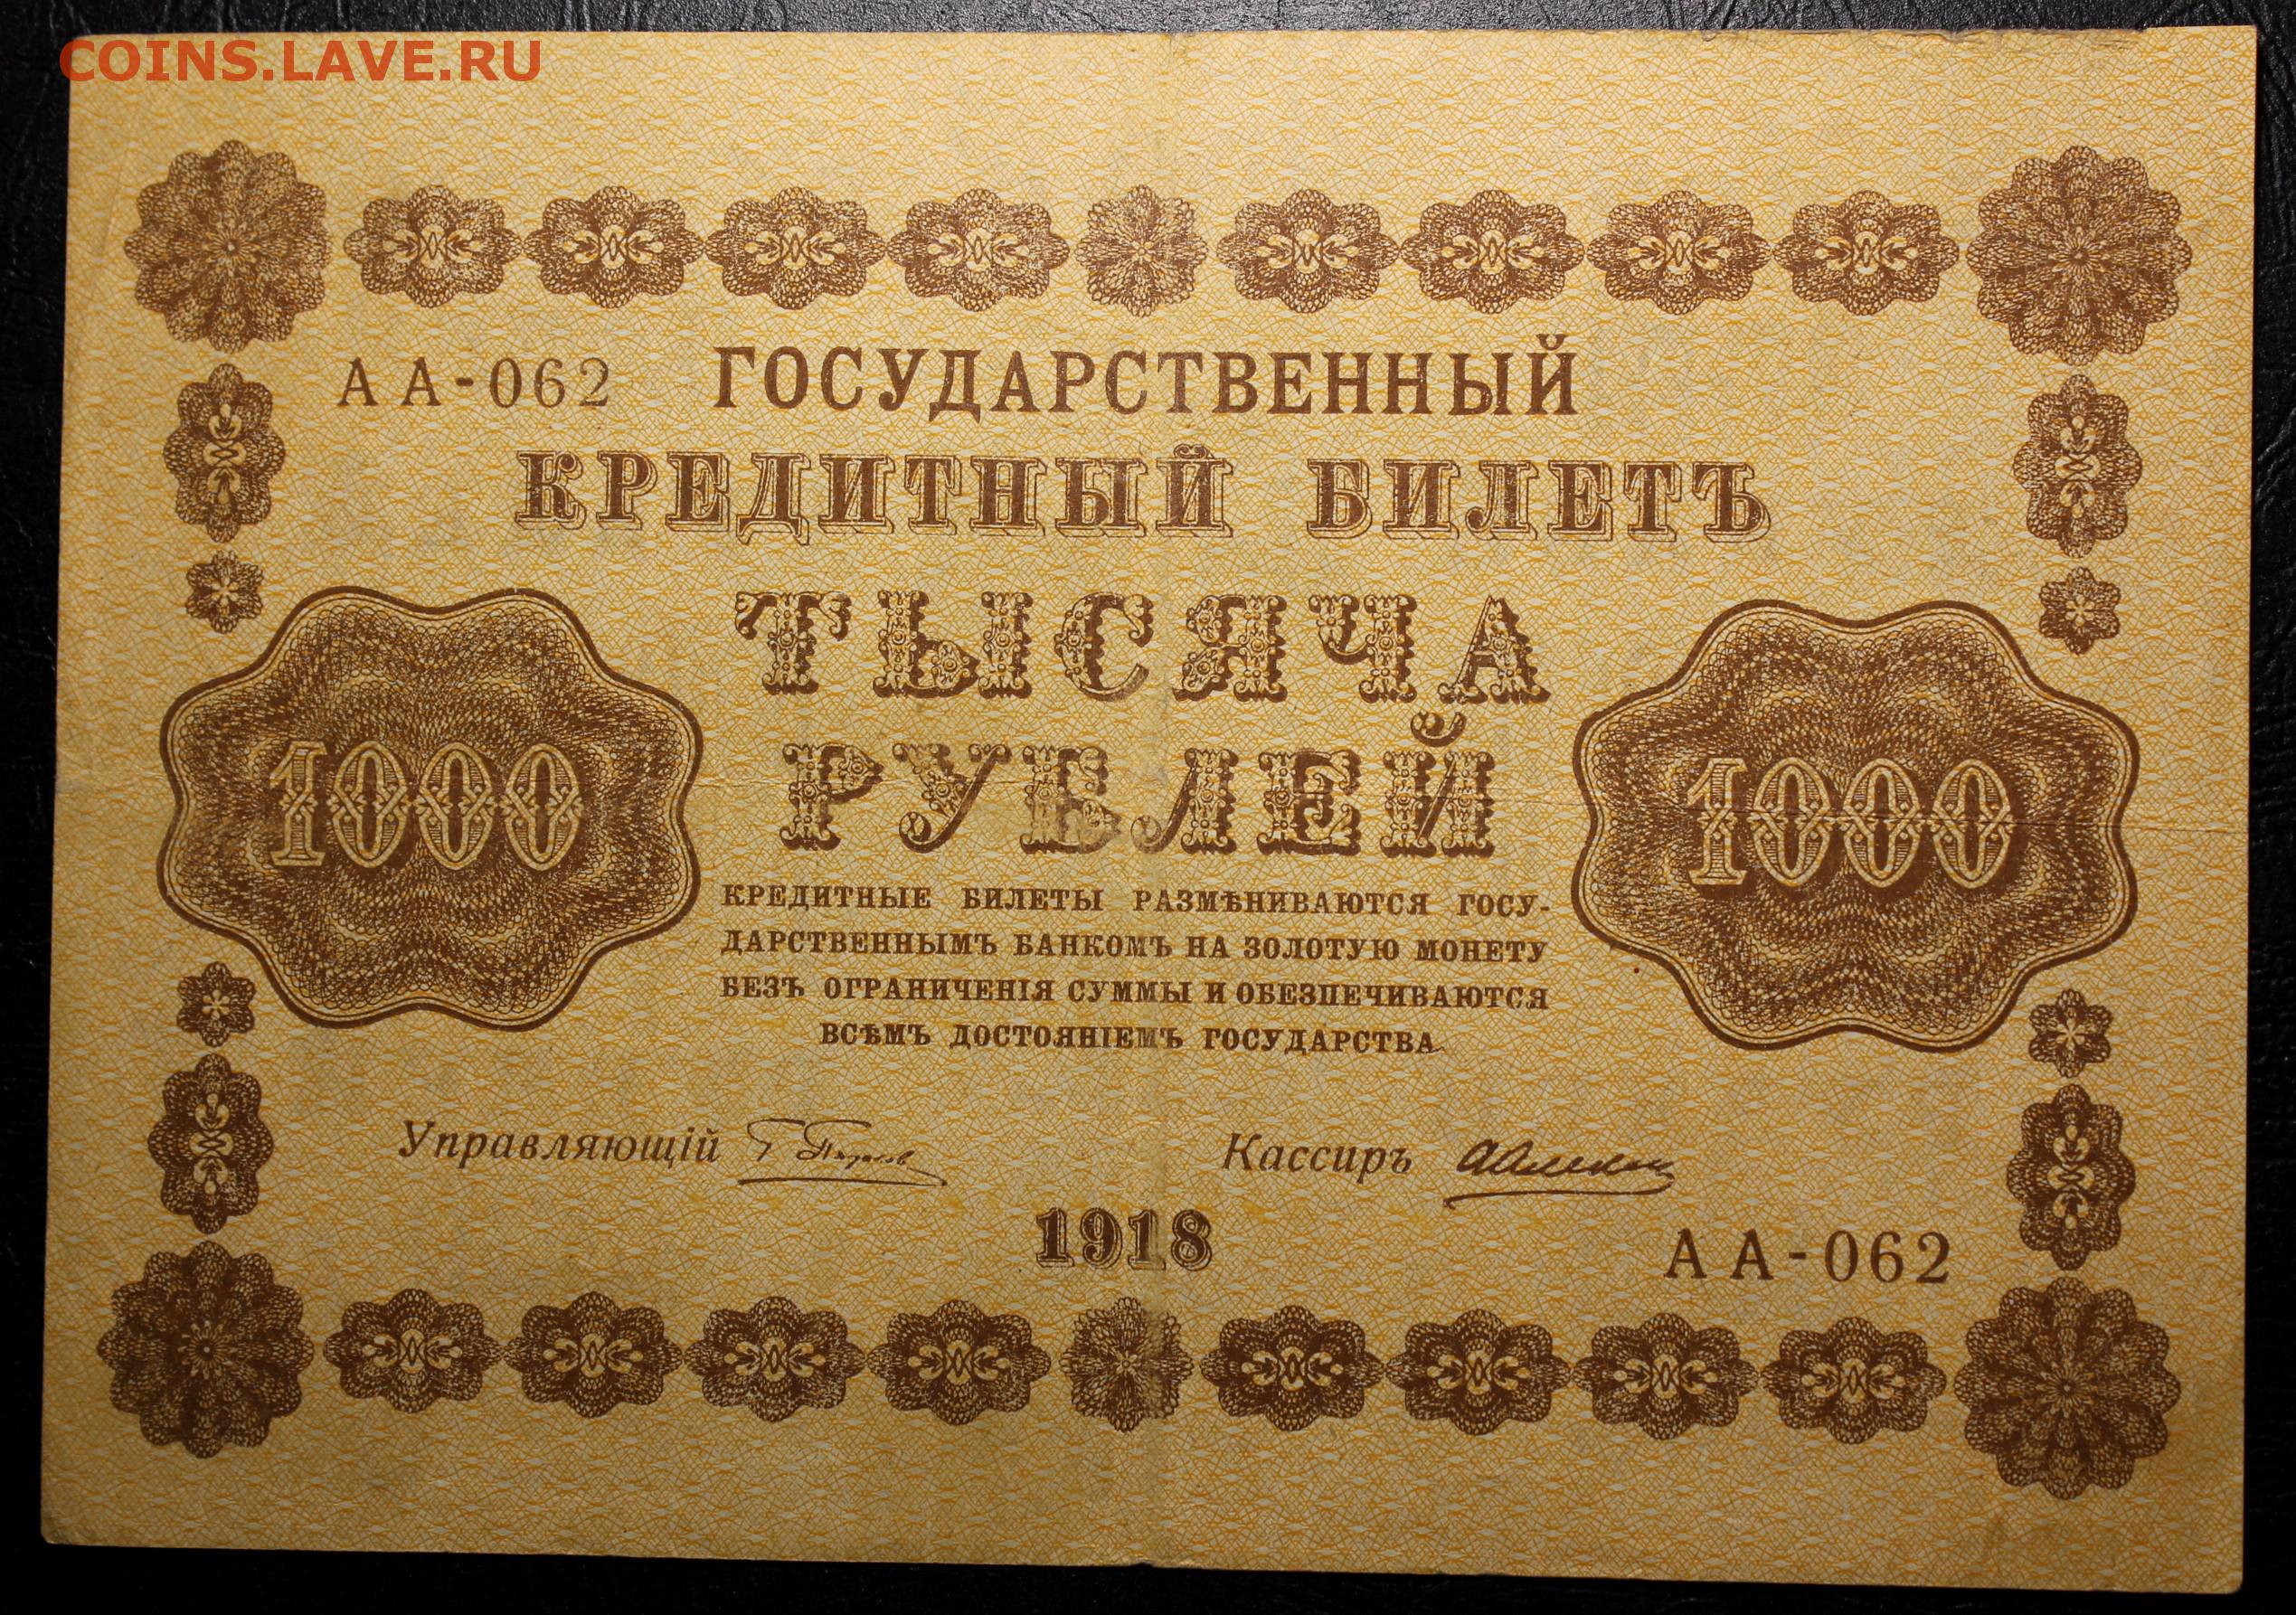 COINS.LAVE.RU
АА-062 ГОСУДАРСТВЕННЫЙ
КРЕДИТНЫЙ БИЛЕТЪ
ТЫСЯЧА
РУБЛЕЙ
1000
1000
КРЕДИТНЫЕ БИЛЕТЫ РАЗМѢНИВАЮТСЯ ГОСУ-
ДАРСТВЕННЫМЪ БАНКОМЪ НА ЗОЛОТУЮ МОНЕТУ
БЕЗЪ ОГРАНИЧЕНІЯ СУММЫ И ОБЕЗПЕЧИВАЮТСЯ
ВСѢМЪ ДОСТОЯНІЕМЪ ГОСУДАРСТВА.
Управляющій
Кассиръ
1918
АА-062